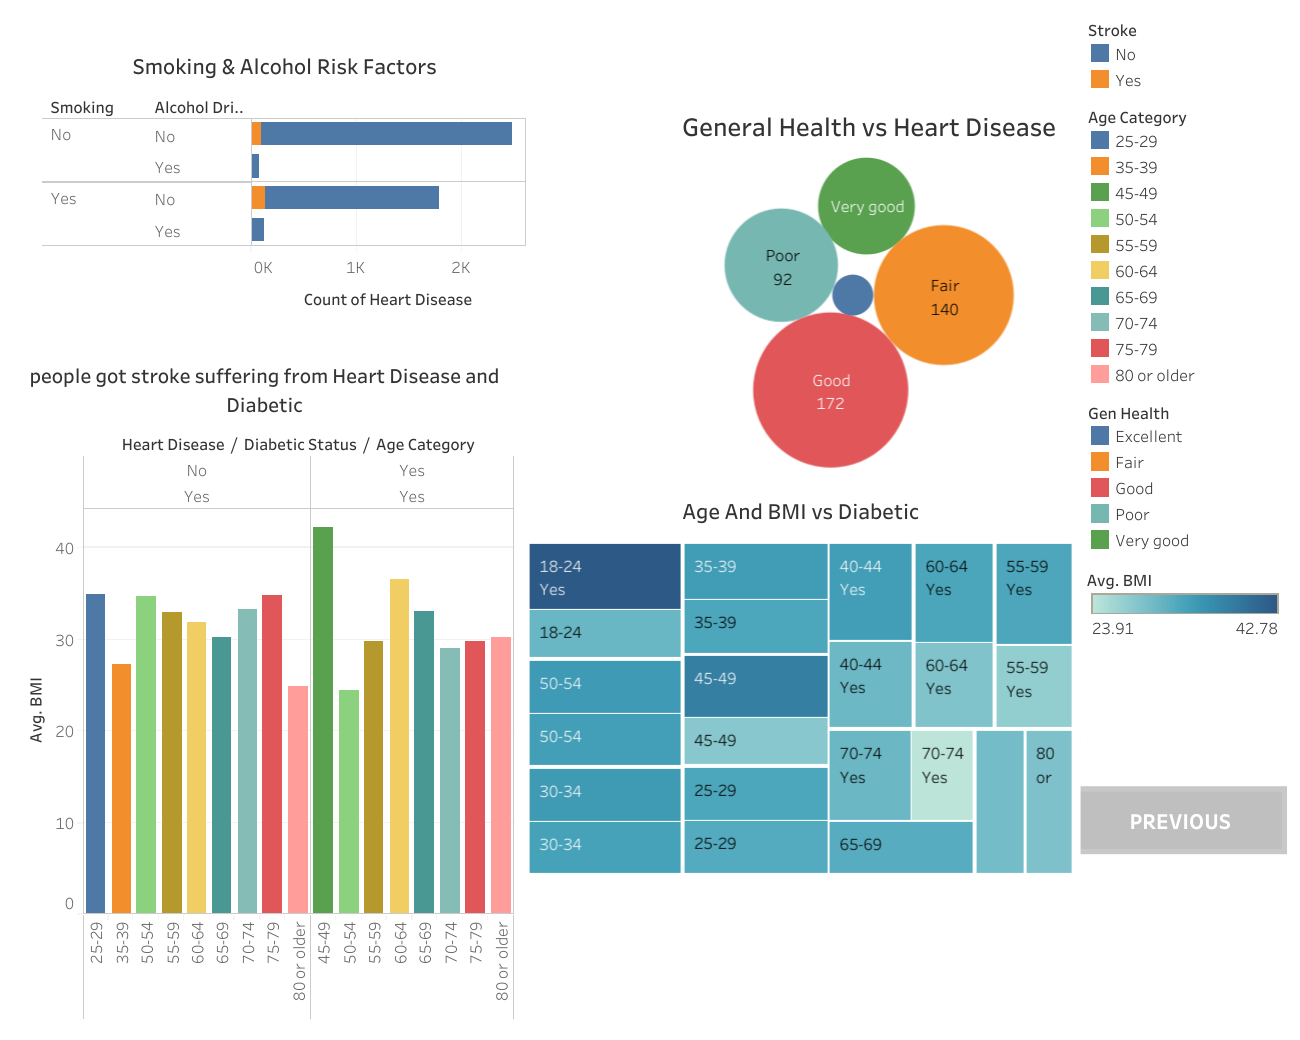 Smoking & Alcohol Risk Factors
Smoking Alcohol Dri..
No No
Yes
Yes No
Yes
0K 1K 2K
Count of Heart Disease
General Health vs Heart Disease
Very good
Poor
92
Fair
140
Good
172
people got stroke suffering from Heart Disease and
Diabetic
Heart Disease / Diabetic Status / Age Category
No Yes
Yes Yes
Avg. BMI
40
30
20
10
0
25-29
35-39
50-54
55-59
60-64
65-69
70-74
75-79
80 or older
45-49
50-54
55-59
60-64
65-69
70-74
75-79
80 or older
Age And BMI vs Diabetic
18-24
Yes
18-24
50-54
50-54
30-34
30-34
35-39
35-39
45-49
45-49
25-29
25-29
40-44
Yes
40-44
Yes
60-64
Yes
60-64
Yes
55-59
Yes
55-59
Yes
70-74
Yes
70-74
Yes
65-69
80
or
Stroke
No
Yes
Age Category
25-29
35-39
45-49
50-54
55-59
60-64
65-69
70-74
75-79
80 or older
Gen Health
Excellent
Fair
Good
Poor
Very good
Avg. BMI
23.91 42.78
PREVIOUS